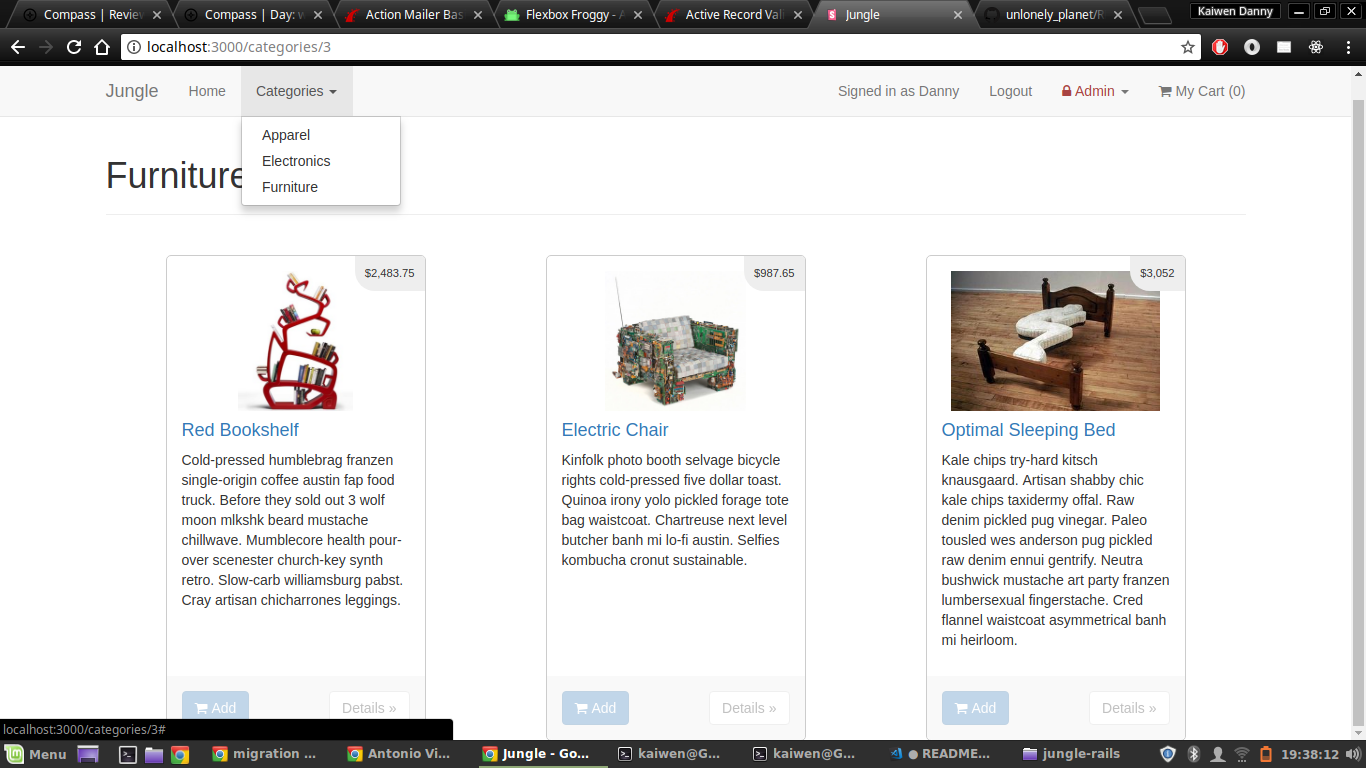 Compass | Review
Compass | Day: w
Action Mailer Bas
Flexbox Froggy - A
Active Record Vali
Jungle
unlonely_planet/R
Kaiwen Danny
localhost:3000/categories/3
Jungle
Home
Categories
Signed in as Danny
Logout
Admin
My Cart (0)
Apparel
Electronics
Furniture
Furniture
$2,483.75
$987.65
$3,052
Red Bookshelf
Cold-pressed humblebrag franzen
single-origin coffee austin fap food
truck. Before they sold out 3 wolf
moon mlkshk beard mustache
chillwave. Mumblecore health pour-
over scenester church-key synth
retro. Slow-carb williamsburg pabst.
Cray artisan chicharrones leggings.
Add
Details »
Electric Chair
Kinfolk photo booth selvage bicycle
rights cold-pressed five dollar toast.
Quinoa irony yolo pickled forage tote
bag waistcoat. Chartreuse next level
butcher banh mi lo-fi austin. Selfies
kombucha cronut sustainable.
Add
Details »
Optimal Sleeping Bed
Kale chips try-hard kitsch
knausgaard. Artisan shabby chic
kale chips taxidermy offal. Raw
denim pickled pug vinegar. Paleo
tousled wes anderson pug pickled
raw denim ennui gentrify. Neutra
bushwick mustache art party franzen
lumbersexual fingerstache. Cred
flannel waistcoat asymmetrical banh
mi heirloom.
Add
Details »
localhost:3000/categories/3#
Menu
migration ...
Antonio Vi...
Jungle - Go...
kaiwen@G...
kaiwen@G...
● README...
jungle-rails
19:38:12